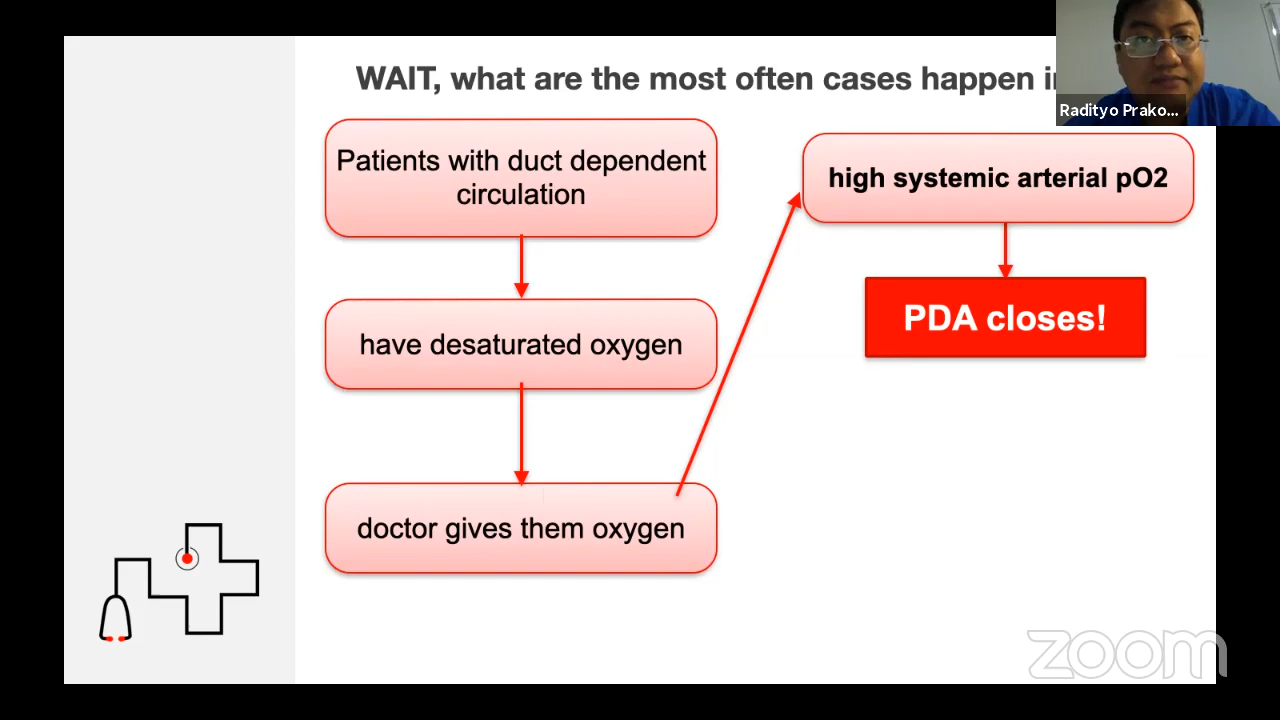 WAIT, what are the most often cases happen
Radityo Prako...
Patients with duct dependent
circulation
have desaturated oxygen
doctor gives them oxygen
high systemic arterial pO2
PDA closes!
zoom